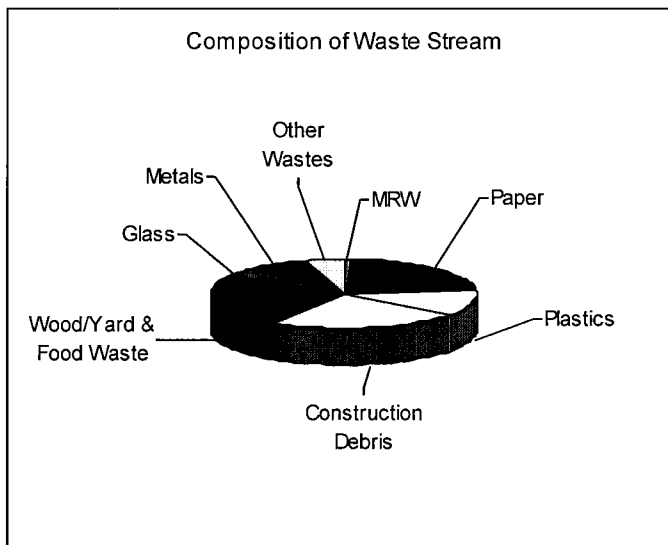 Composition of Waste Stream
Other
Wastes
Metals
MRW
Paper
Glass
Wood/Yard &
Food Waste
Plastics
Construction
Debris